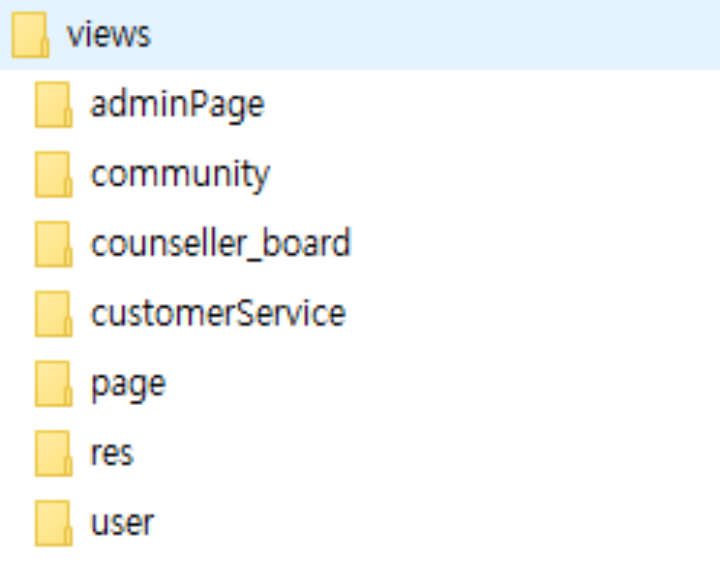 views
adminPage
community
counseller_board
customerService
page
res
user